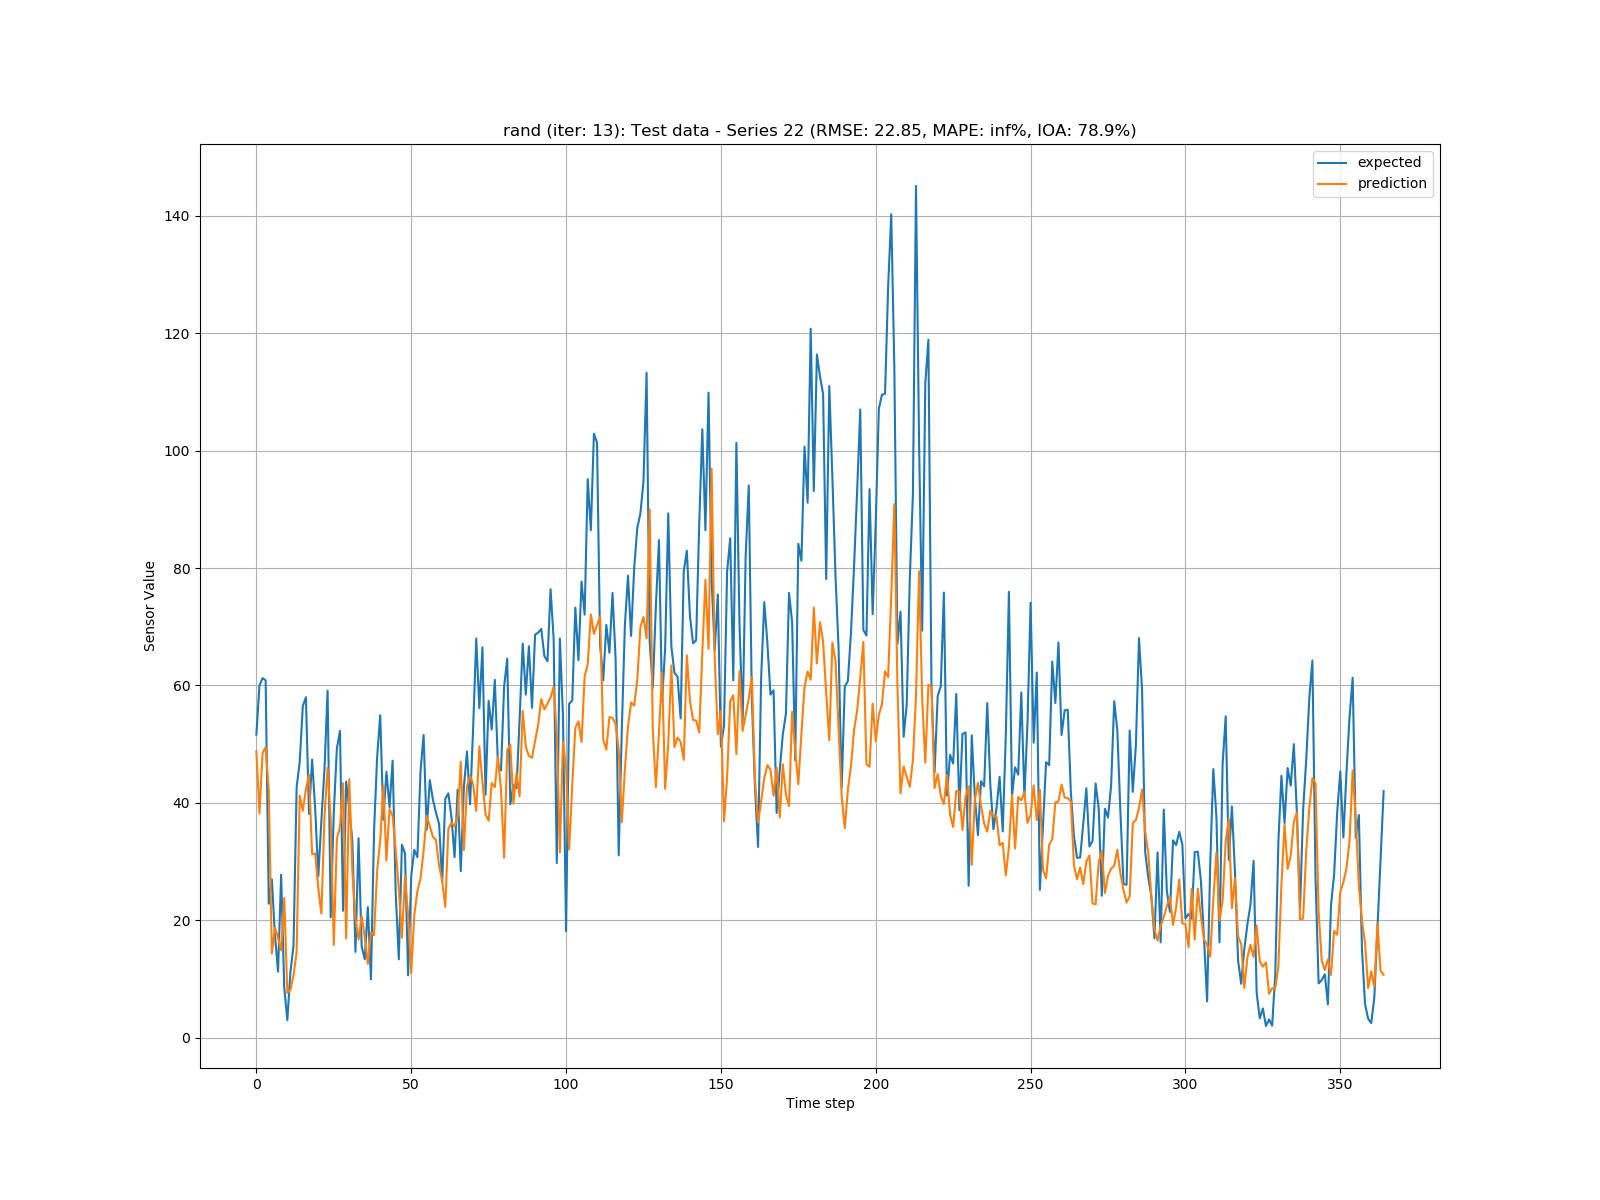 rand (iter: 13): Test data - Series 22 (RMSE: 22.85, MAPE: inf%, IOA: 78.9%)
expected
prediction
140
120
100
80
60
40
20
0
Sensor Value
0 50 100 150 200 250 300 350
Time step